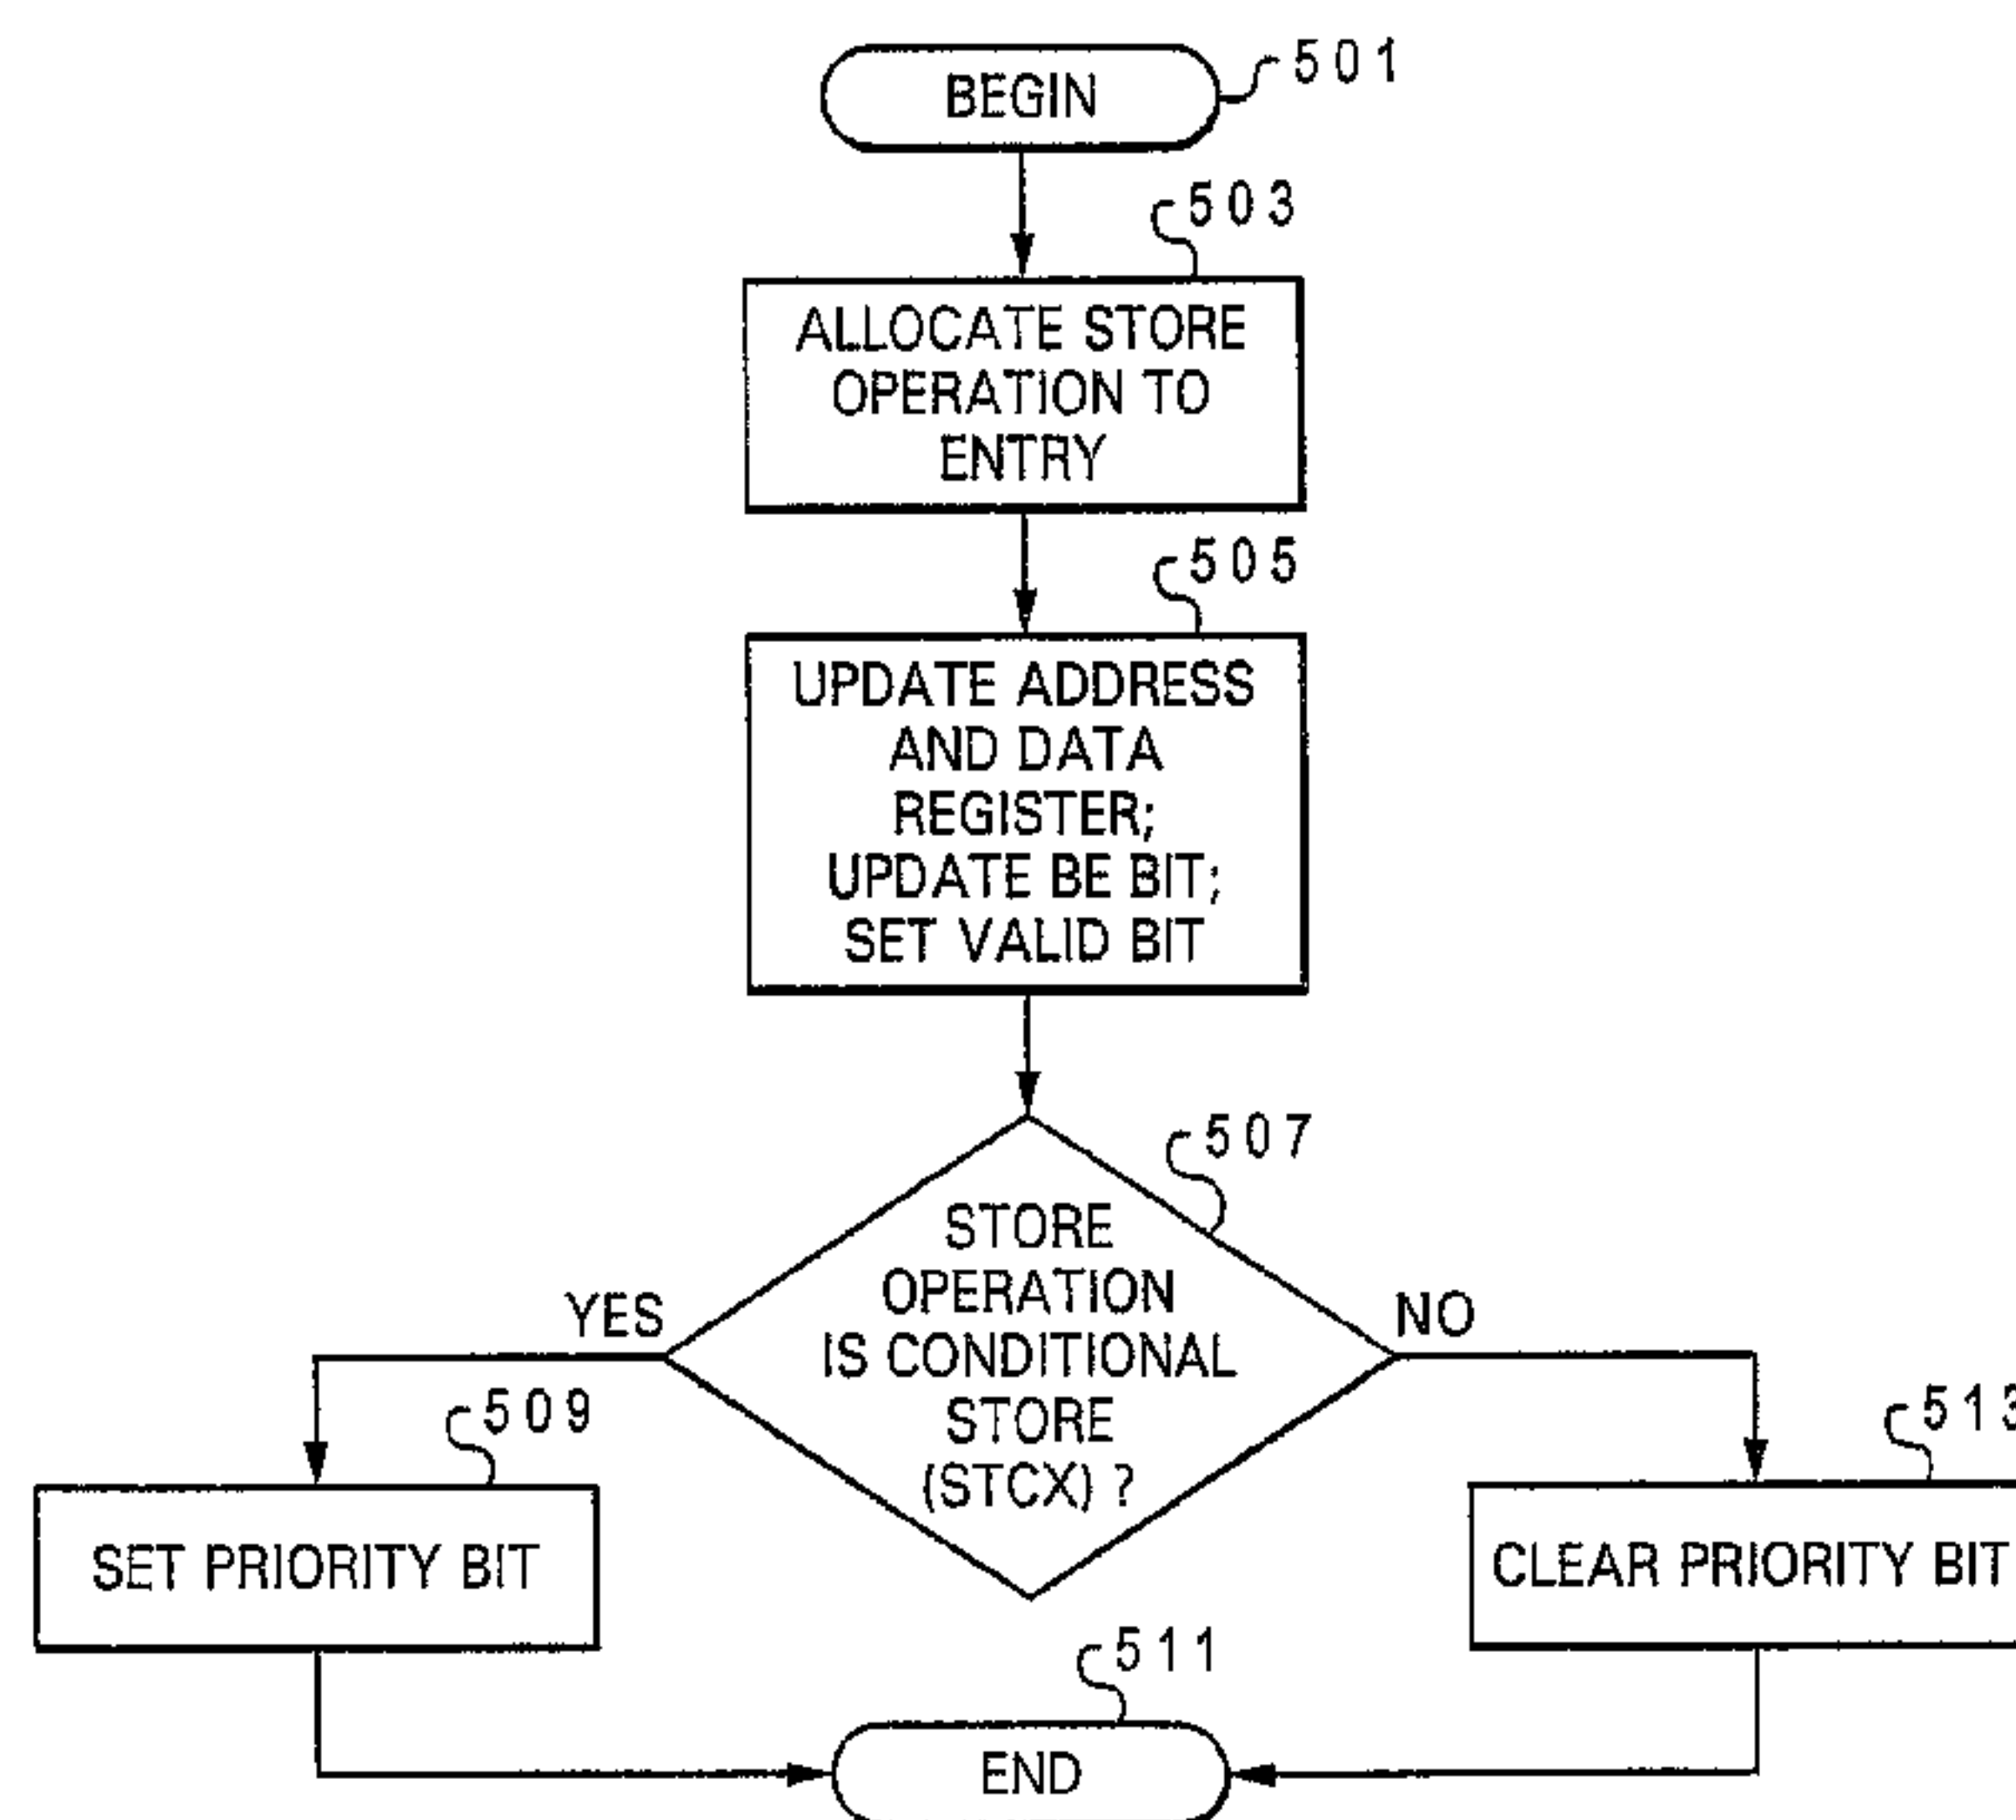 BEGIN
501
503
ALLOCATE STORE
OPERATION TO
ENTRY
505
UPDATE ADDRESS
AND DATA
REGISTER;
UPDATE BE BIT;
SET VALID BIT
507
STORE
OPERATION
IS CONDITIONAL
STORE
(STCX) ?
YES
NO
509
SET PRIORITY BIT
513
CLEAR PRIORITY BIT
511
END